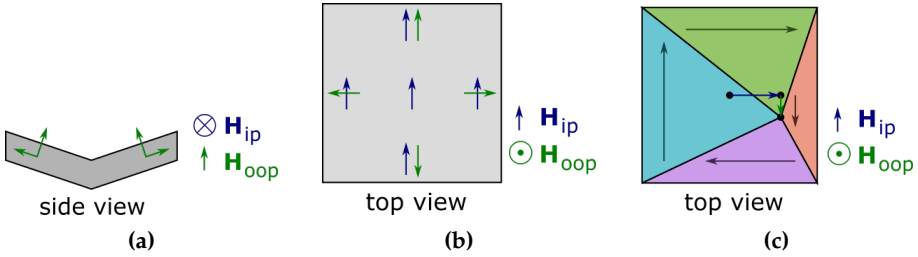 H_ip
H_oop
side view
(a)
H_ip
H_oop
top view
(b)
H_ip
H_oop
top view
(c)